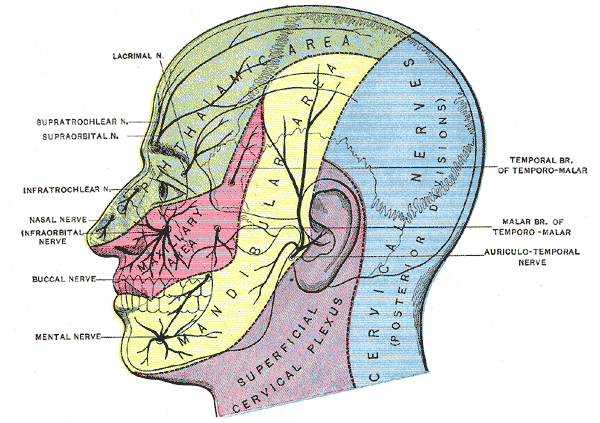 LACRIMAL N.
SUPRATROCHLEAR N.
SUPRAORBITAL.N.
INFRATROCHLEAR N.
NASAL NERVE
INFRAORBITAL
NERVE
BUCCAL NERVE
MENTAL NERVE
OPHTHALAMIC AREA
MAXILLARY
AREA
MANDIBULAR AREA
SUPERFICIAL
CERVICAL PLEXUS
CERVICAL NERVES
(POSTERIOR DIVISIONS)
TEMPORAL BR.
OF TEMPORO-MALAR
MALAR BR. OF
TEMPORO-MALAR
AURICULO-TEMPORAL
NERVE